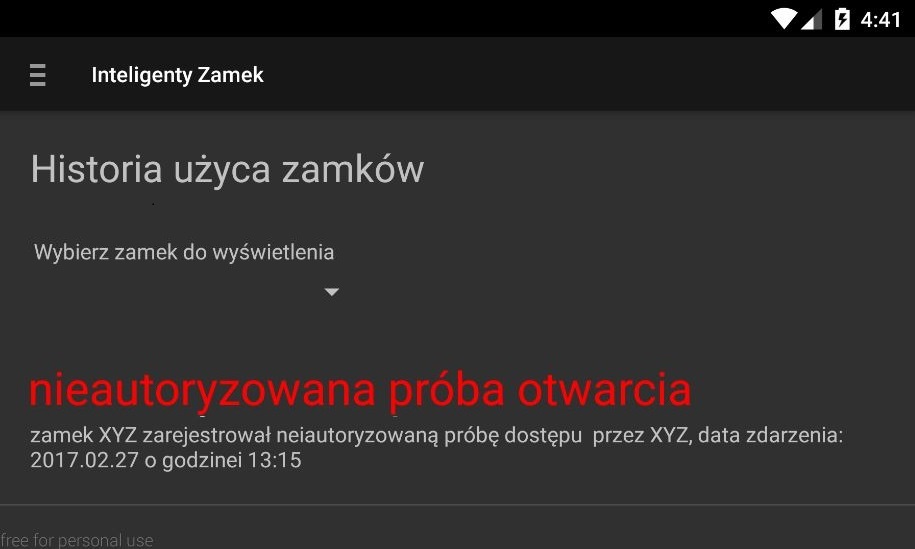 4:41
Inteligenty Zamek
Historia użyca zamków
Wybierz zamek do wyświetlenia
nieautoryzowana próba otwarcia
zamek XYZ zarejestrował neiautoryzowaną próbę dostępu przez XYZ, data zdarzenia:
2017.02.27 o godzinei 13:15
free for personal use